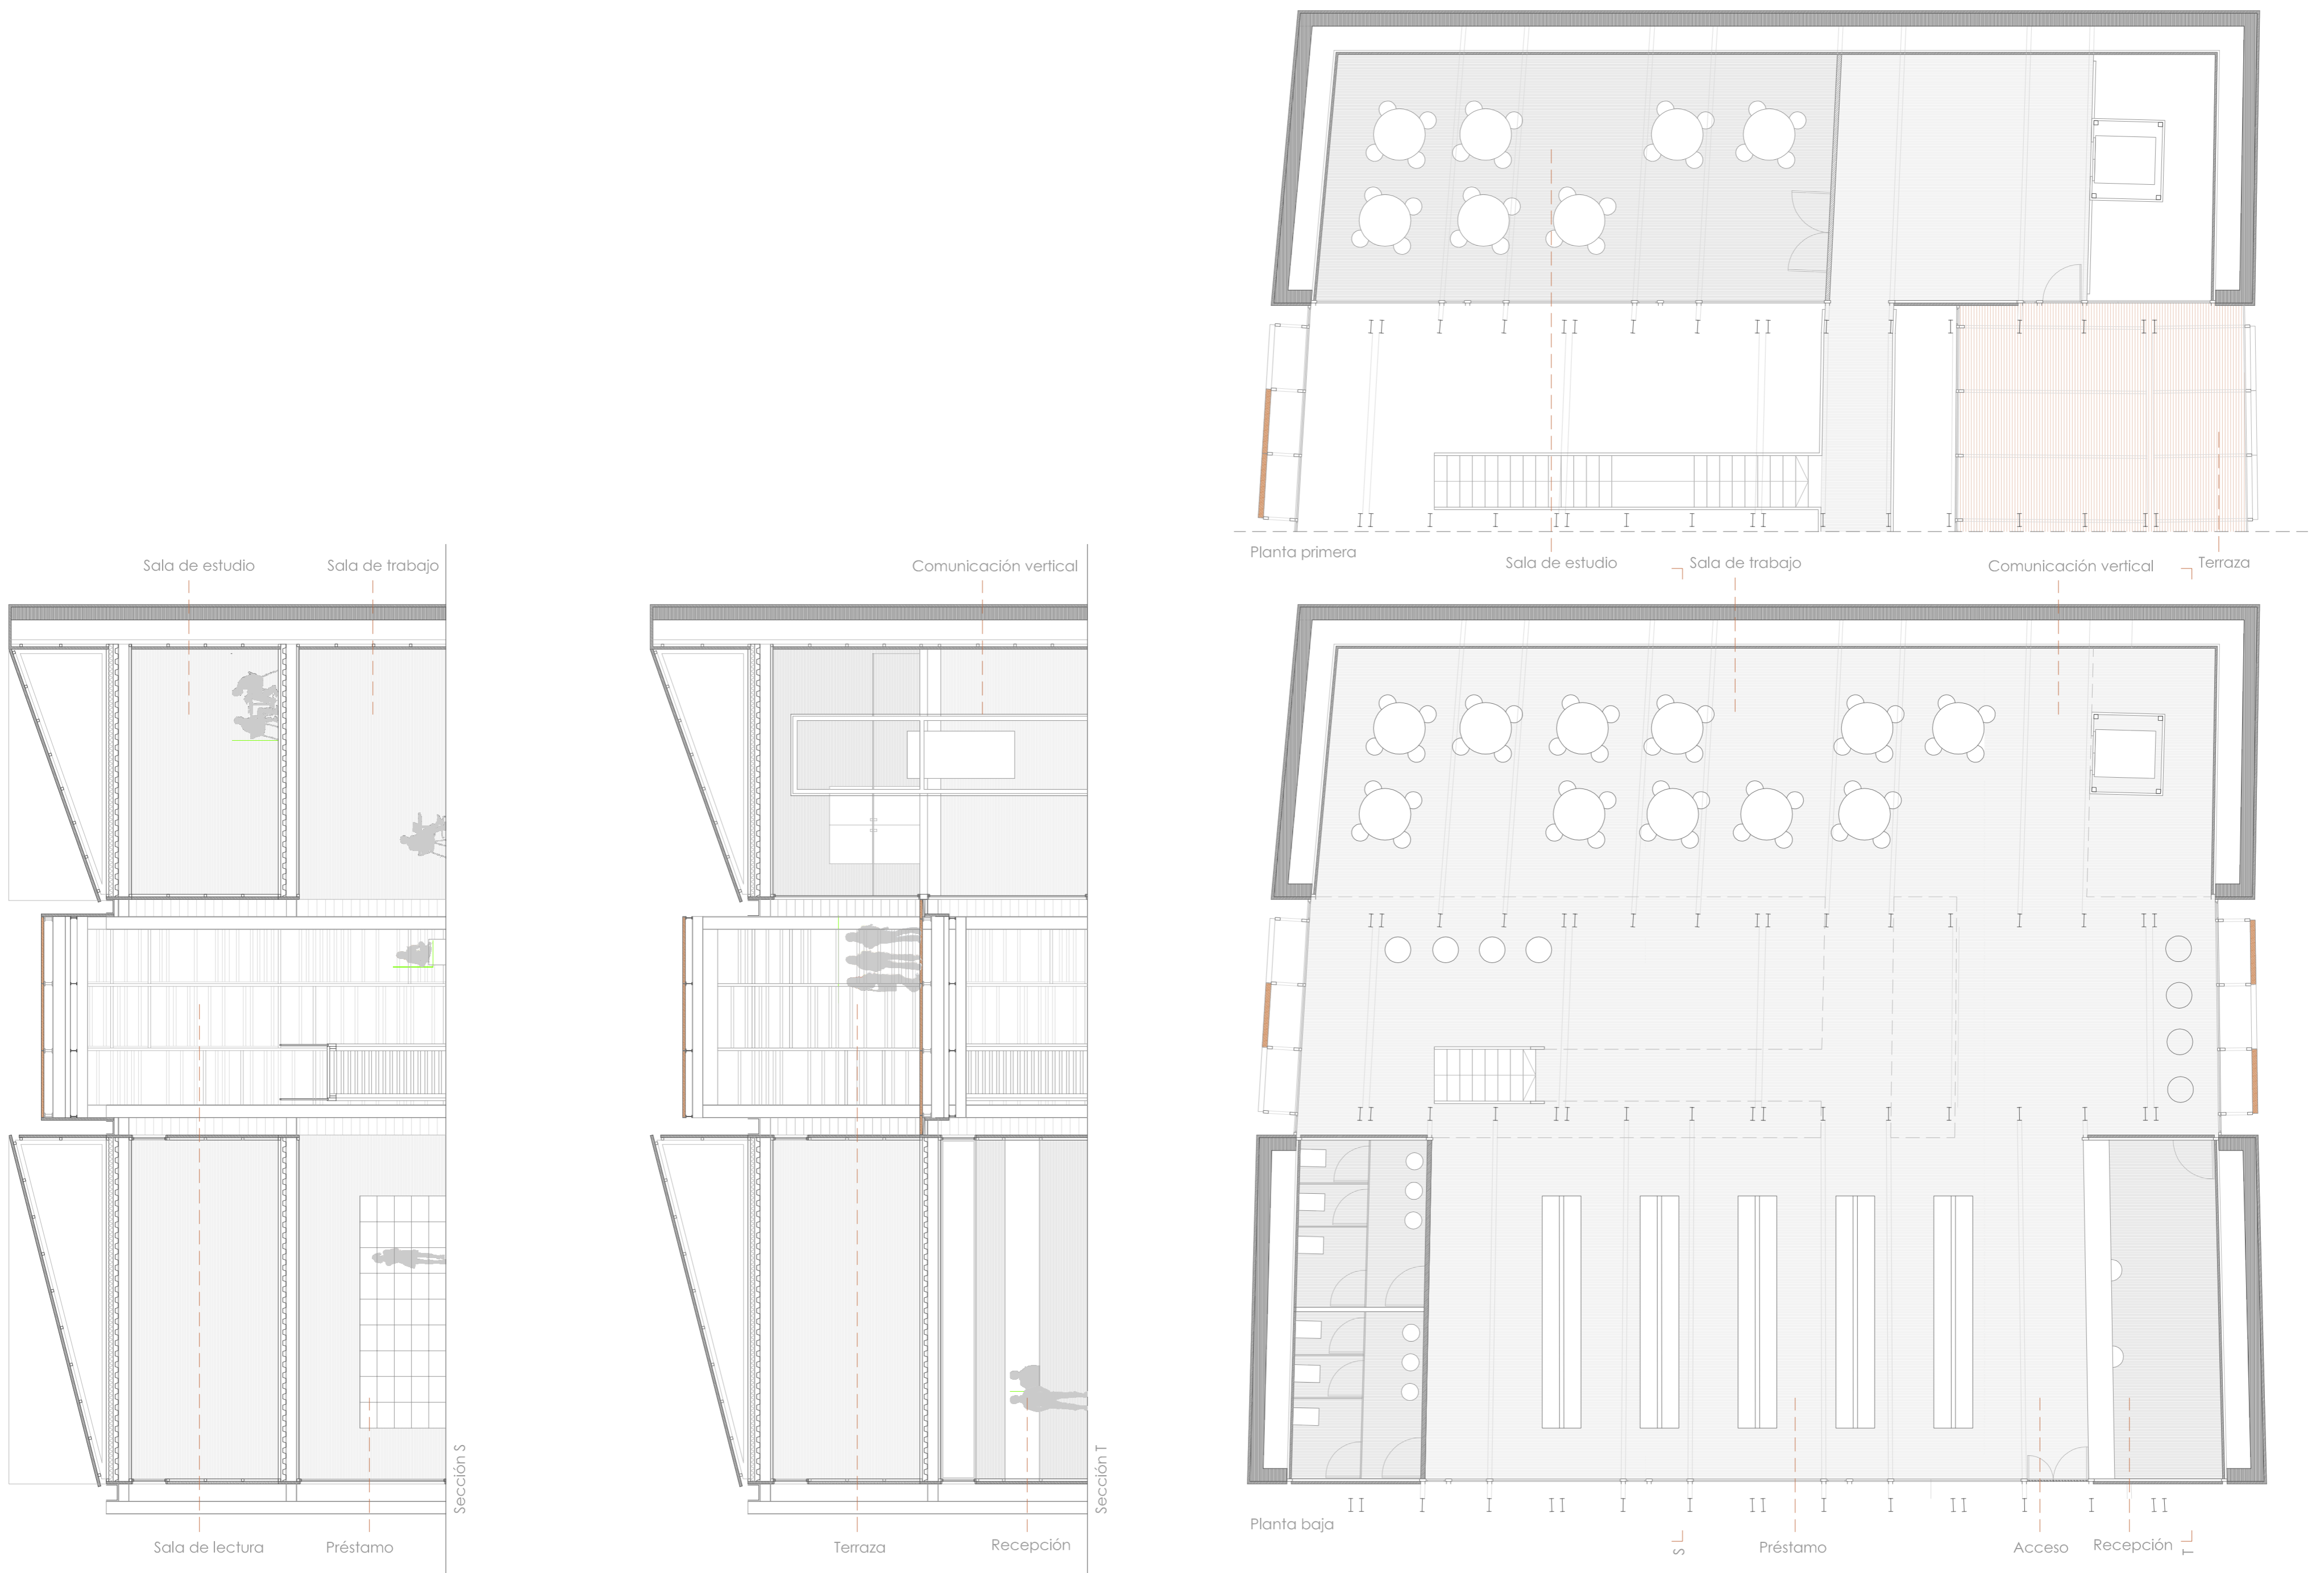 Planta primera
Sala de estudio
Sala de trabajo
Comunicación vertical
Terraza
Sala de estudio
Sala de trabajo
Comunicación vertical
Sección S
Sección T
Sala de lectura
Préstamo
Terraza
Recepción
Planta baja
S
Préstamo
Acceso
Recepción
T